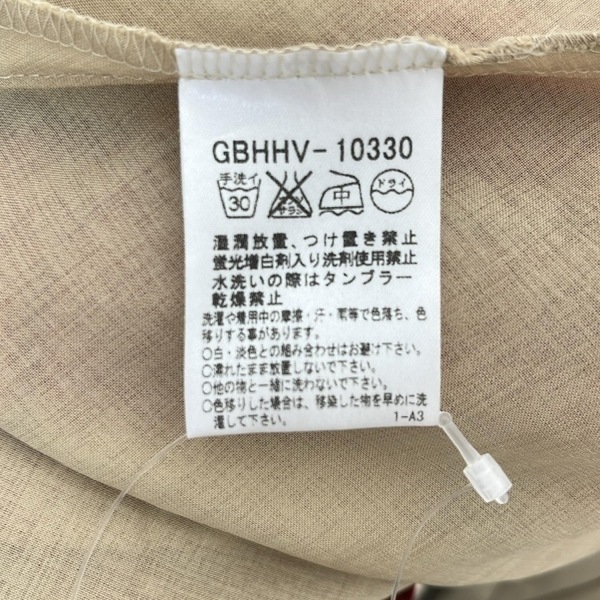 GBHHV-10330
手洗イ ドライ
30 エンソサラシ 中
湿潤放置、つけ置き禁止
蛍光増白剤入り洗剤使用禁止
水洗いの際はタンブラー
乾燥禁止
洗濯や着用中の摩擦・汗・雨等で色落ち、色
移りする事があります。
○白・淡色との組み合わせはお避け下さい。
○濡れたまま放置しないで下さい。
○他の物と一緒に洗わないで下さい。
○色移りした場合は、移染した物を早めに洗
濯して下さい。
1-A3